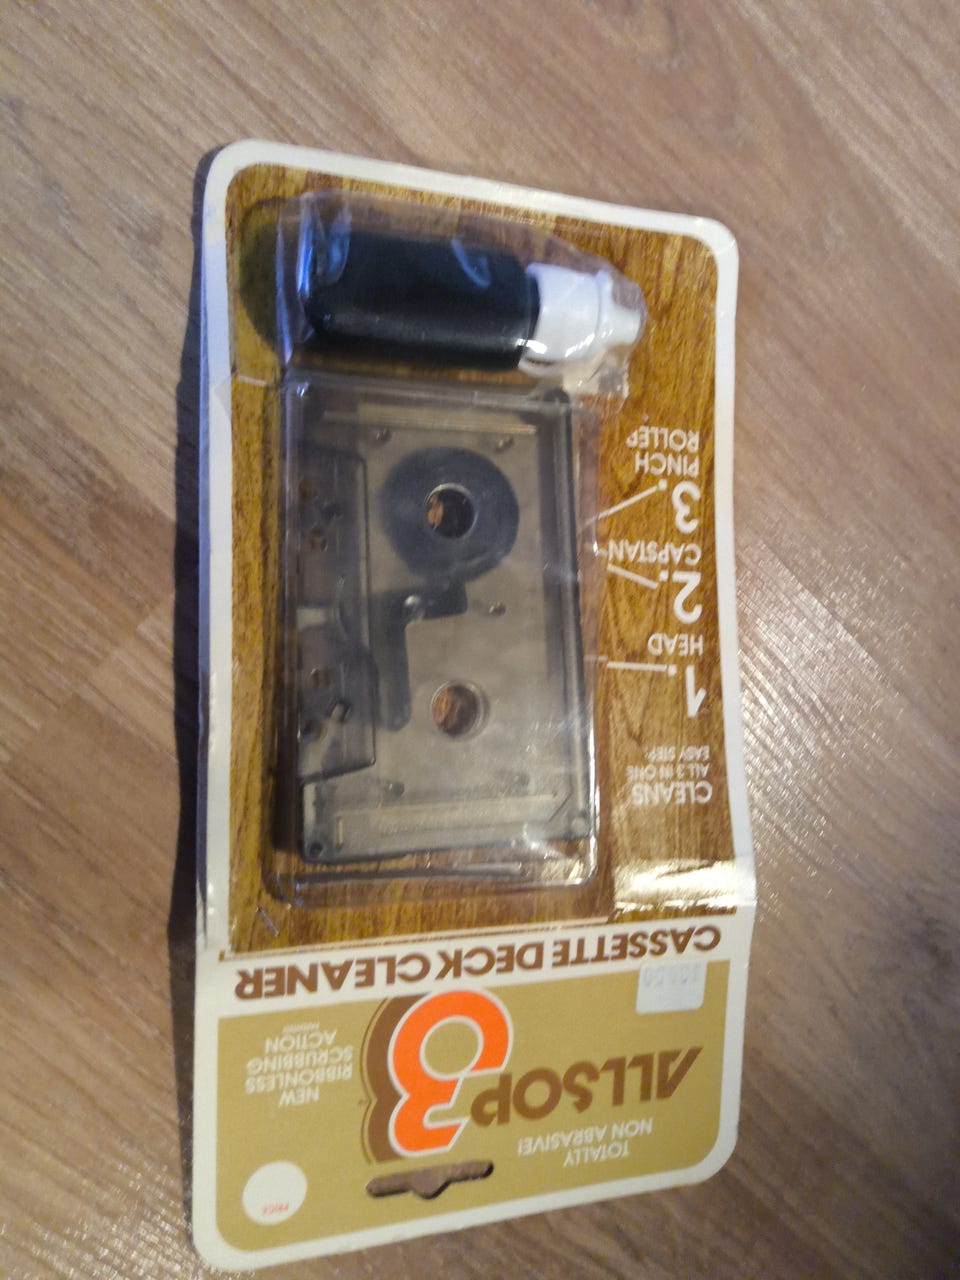 PRICE
TOTALLY
NON ABRASIVE!
ALLSOP 3
NEW
RIBBONLESS
SCRUBBING
ACTION
CASSETTE DECK CLEANER
CLEANS
ALL 3 IN ONE
EASY STEP
1. HEAD
2. CAPSTAN
3. PINCH
ROLLER